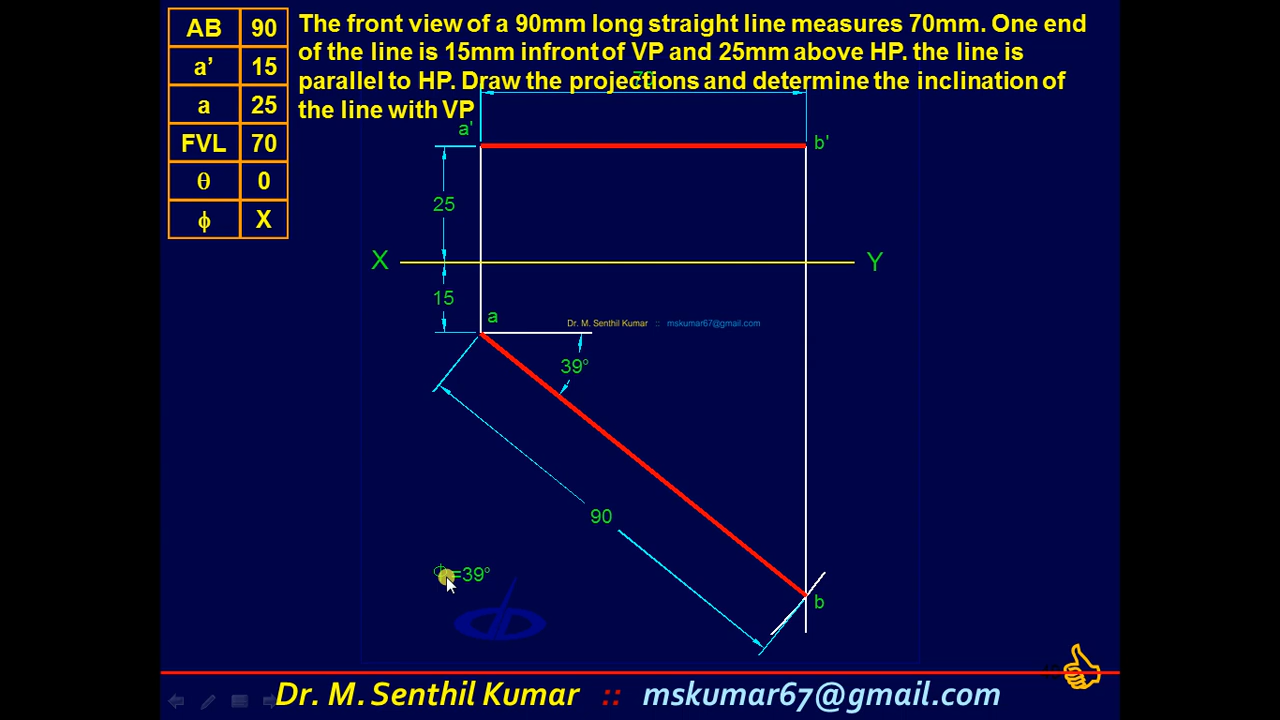 AB 90
a’ 15
a 25
FVL 70
θ 0
ϕ X
The front view of a 90mm long straight line measures 70mm. One end
of the line is 15mm infront of VP and 25mm above HP. the line is
parallel to HP. Draw the projections and determine the inclination of
the line with VP
70
a'
b'
25
X
Y
15
a
Dr. M. Senthil Kumar :: mskumar67@gmail.com
39°
90
ϕ=39°
b
Dr. M. Senthil Kumar :: mskumar67@gmail.com